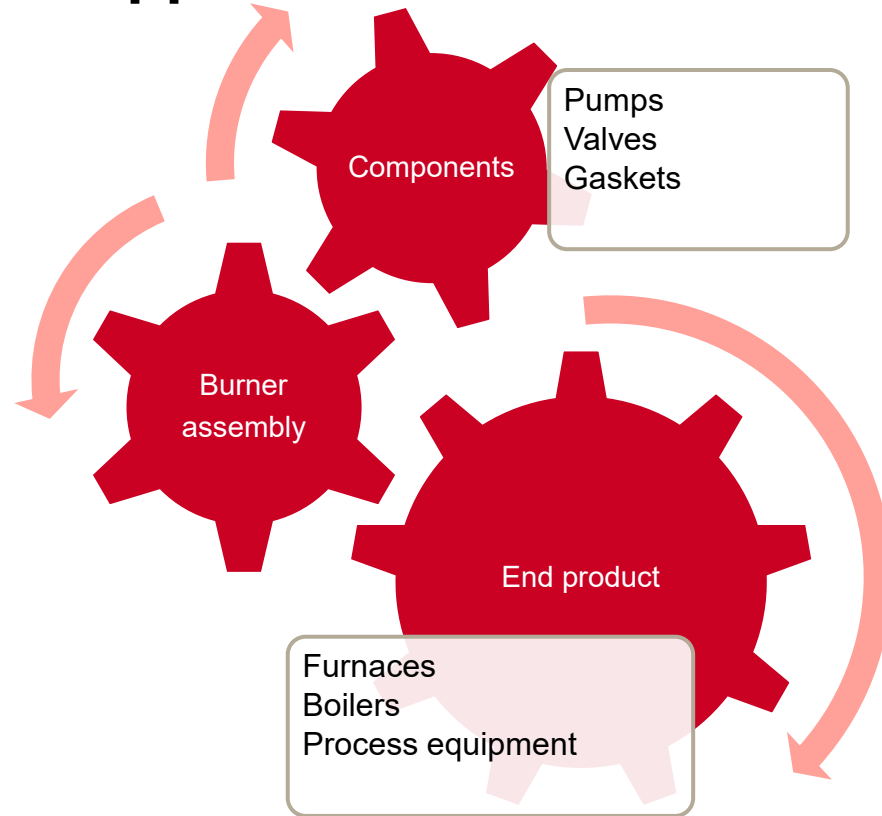 Components
Pumps
Valves
Gaskets
Burner
assembly
End product
Furnaces
Boilers
Process equipment